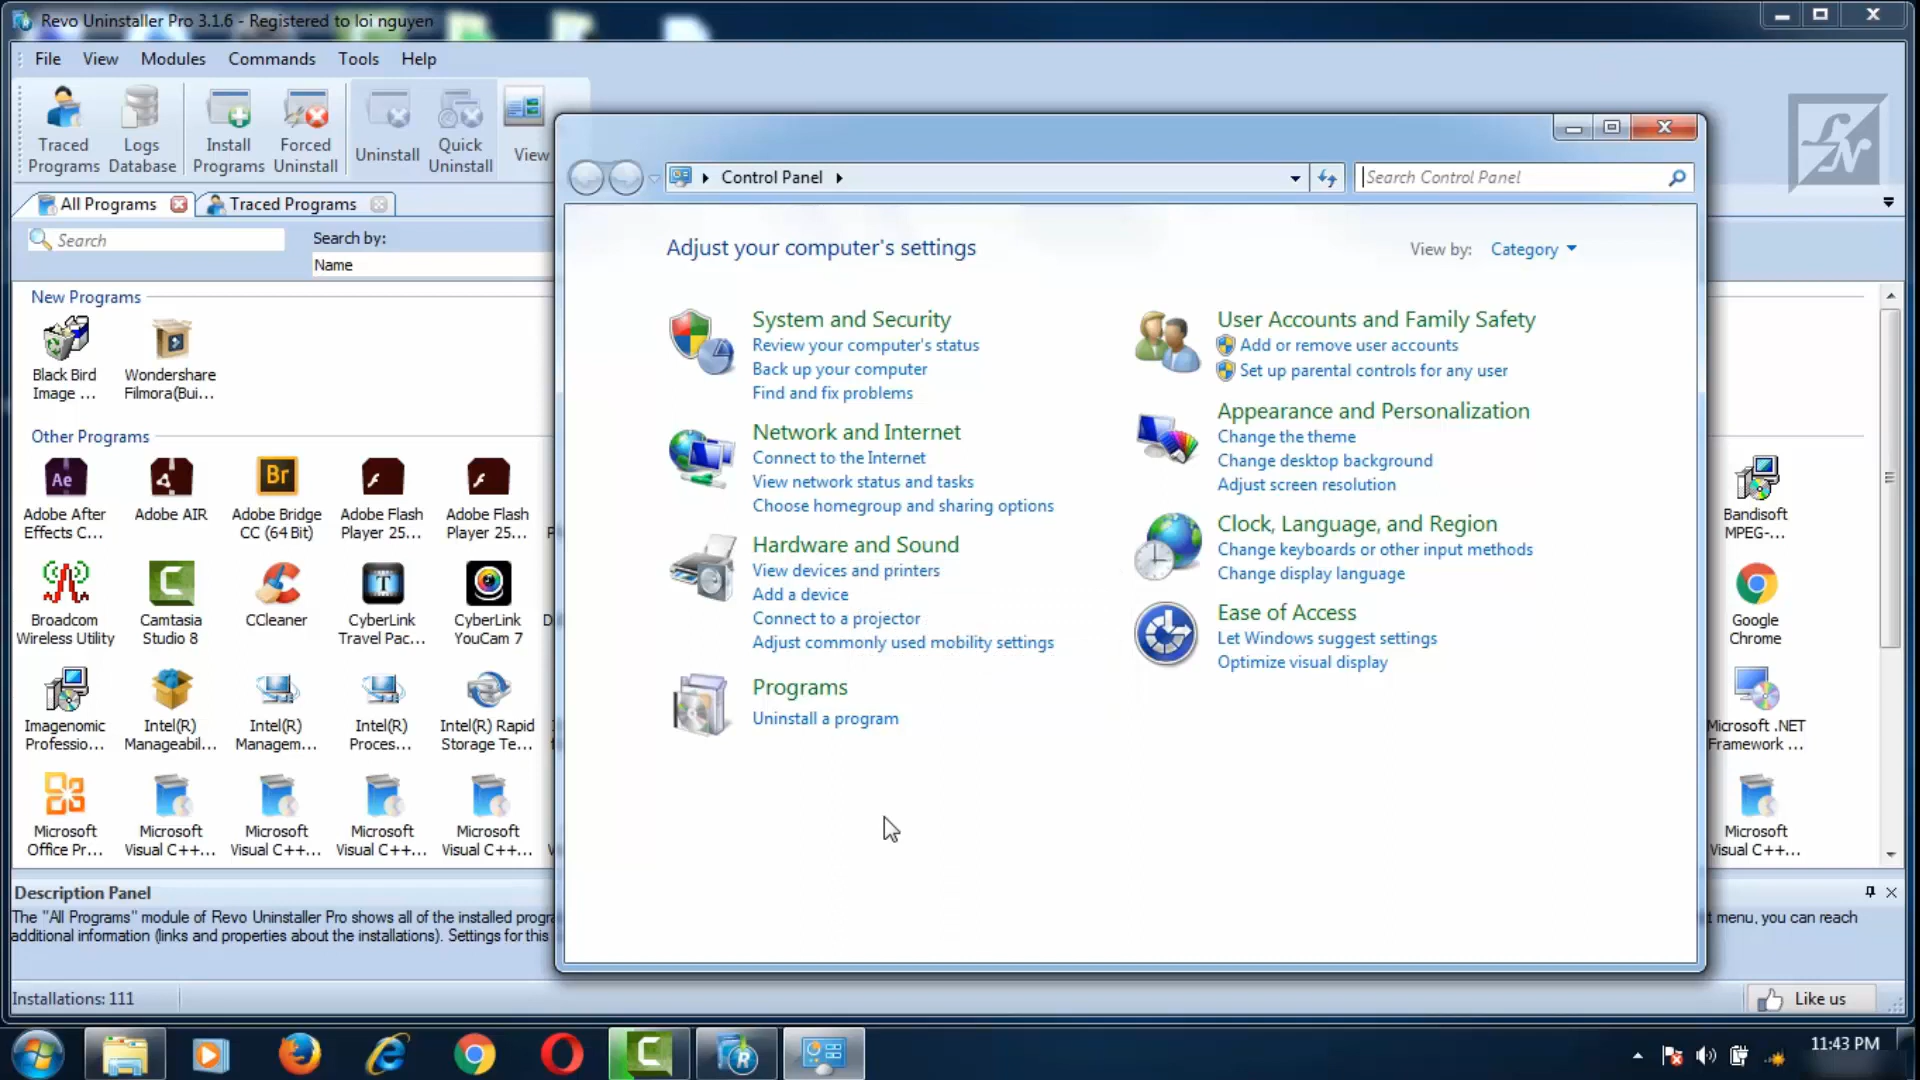 Revo Uninstaller Pro 3.1.6 - Registered to loi nguyen
File View Modules Commands Tools Help
Traced Programs
Logs Database
Install Programs
Forced Uninstall
Uninstall
Quick Uninstall
View
LN
All Programs
Traced Programs
Search
Search by:
Name
New Programs
Black Bird
Image ...
Wondershare
Filmora(Bui...
Other Programs
Ae
Adobe After
Effects C...
Adobe AIR
Br
Adobe Bridge
CC (64 Bit)
Adobe Flash
Player 25...
Adobe Flash
Player 25...
Bandisoft
MPEG-...
Broadcom
Wireless Utility
Camtasia
Studio 8
CCleaner
T
CyberLink
Travel Pac...
CyberLink
YouCam 7
Google
Chrome
Imagenomic
Professio...
Intel(R)
Manageabil...
Intel(R)
Managem...
Intel(R)
Proces...
Intel(R) Rapid
Storage Te...
Microsoft .NET
Framework ...
Microsoft
Office Pr...
Microsoft
Visual C++...
Microsoft
Visual C++...
Microsoft
Visual C++...
Microsoft
Visual C++...
Microsoft
Visual C++...
Control Panel
Search Control Panel
Adjust your computer's settings
View by: Category
System and Security
Review your computer's status
Back up your computer
Find and fix problems
Network and Internet
Connect to the Internet
View network status and tasks
Choose homegroup and sharing options
Hardware and Sound
View devices and printers
Add a device
Connect to a projector
Adjust commonly used mobility settings
Programs
Uninstall a program
User Accounts and Family Safety
Add or remove user accounts
Set up parental controls for any user
Appearance and Personalization
Change the theme
Change desktop background
Adjust screen resolution
Clock, Language, and Region
Change keyboards or other input methods
Change display language
Ease of Access
Let Windows suggest settings
Optimize visual display
Description Panel
The "All Programs" module of Revo Uninstaller Pro shows all of the installed progra
t menu, you can reach
additional information (links and properties about the installations). Settings for this
Installations: 111
Like us
11:43 PM